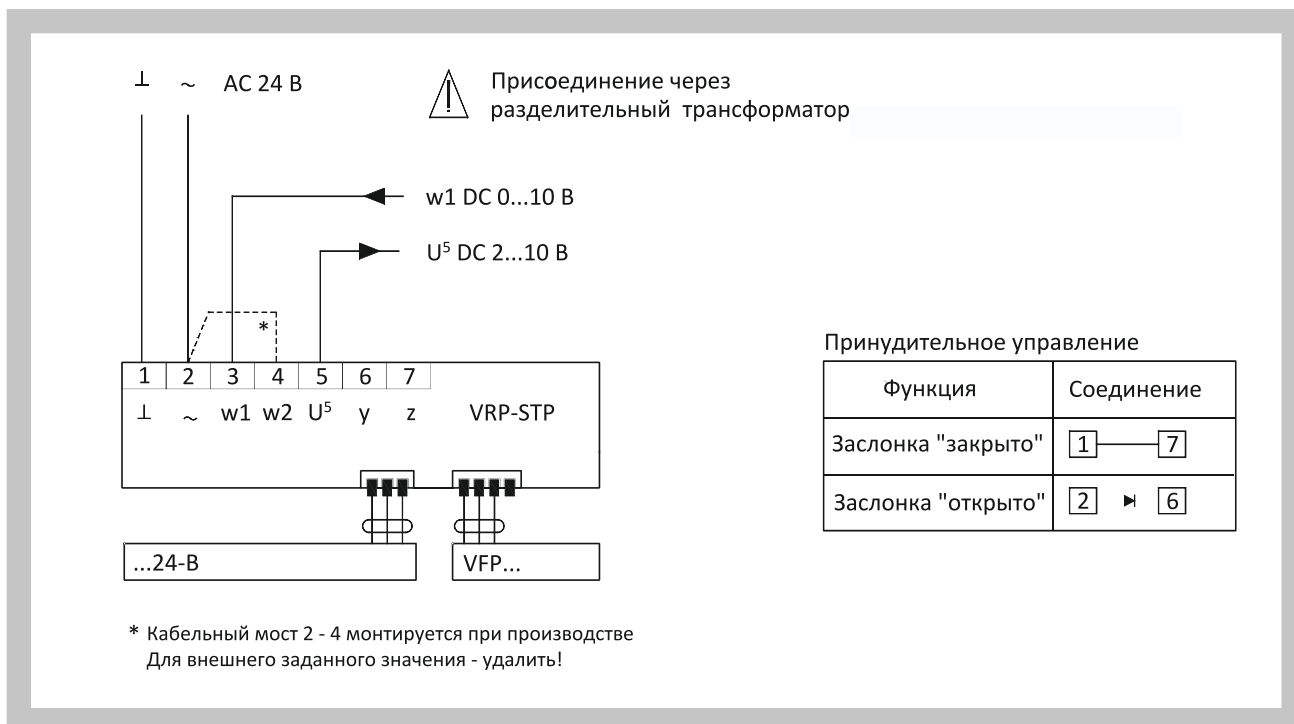 ⊥ ~ AC 24 В
Присоединение через
разделительный трансформатор
w1 DC 0...10 В
U⁵ DC 2...10 В
*
1 2 3 4 5 6 7
⊥ ~ w1 w2 U⁵ y z VRP-STP
...24-В
VFP...
* Кабельный мост 2 - 4 монтируется при производстве
Для внешнего заданного значения - удалить!
Принудительное управление
Функция Соединение
Заслонка "закрыто" 1 7
Заслонка "открыто" 2 6